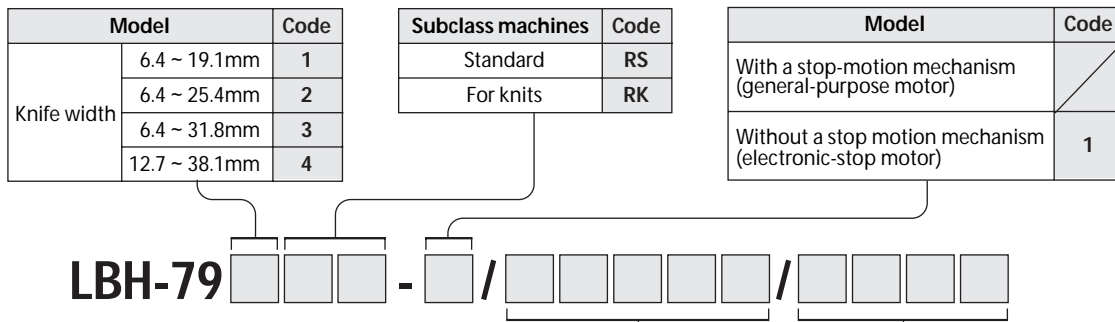 Model Code
Knife width
6.4 ~ 19.1mm 1
6.4 ~ 25.4mm 2
6.4 ~ 31.8mm 3
12.7 ~ 38.1mm 4
Subclass machines Code
Standard RS
For knits RK
Model Code
With a stop-motion mechanism
(general-purpose motor)
Without a stop motion mechanism
(electronic-stop motor) 1
LBH-79 - / /